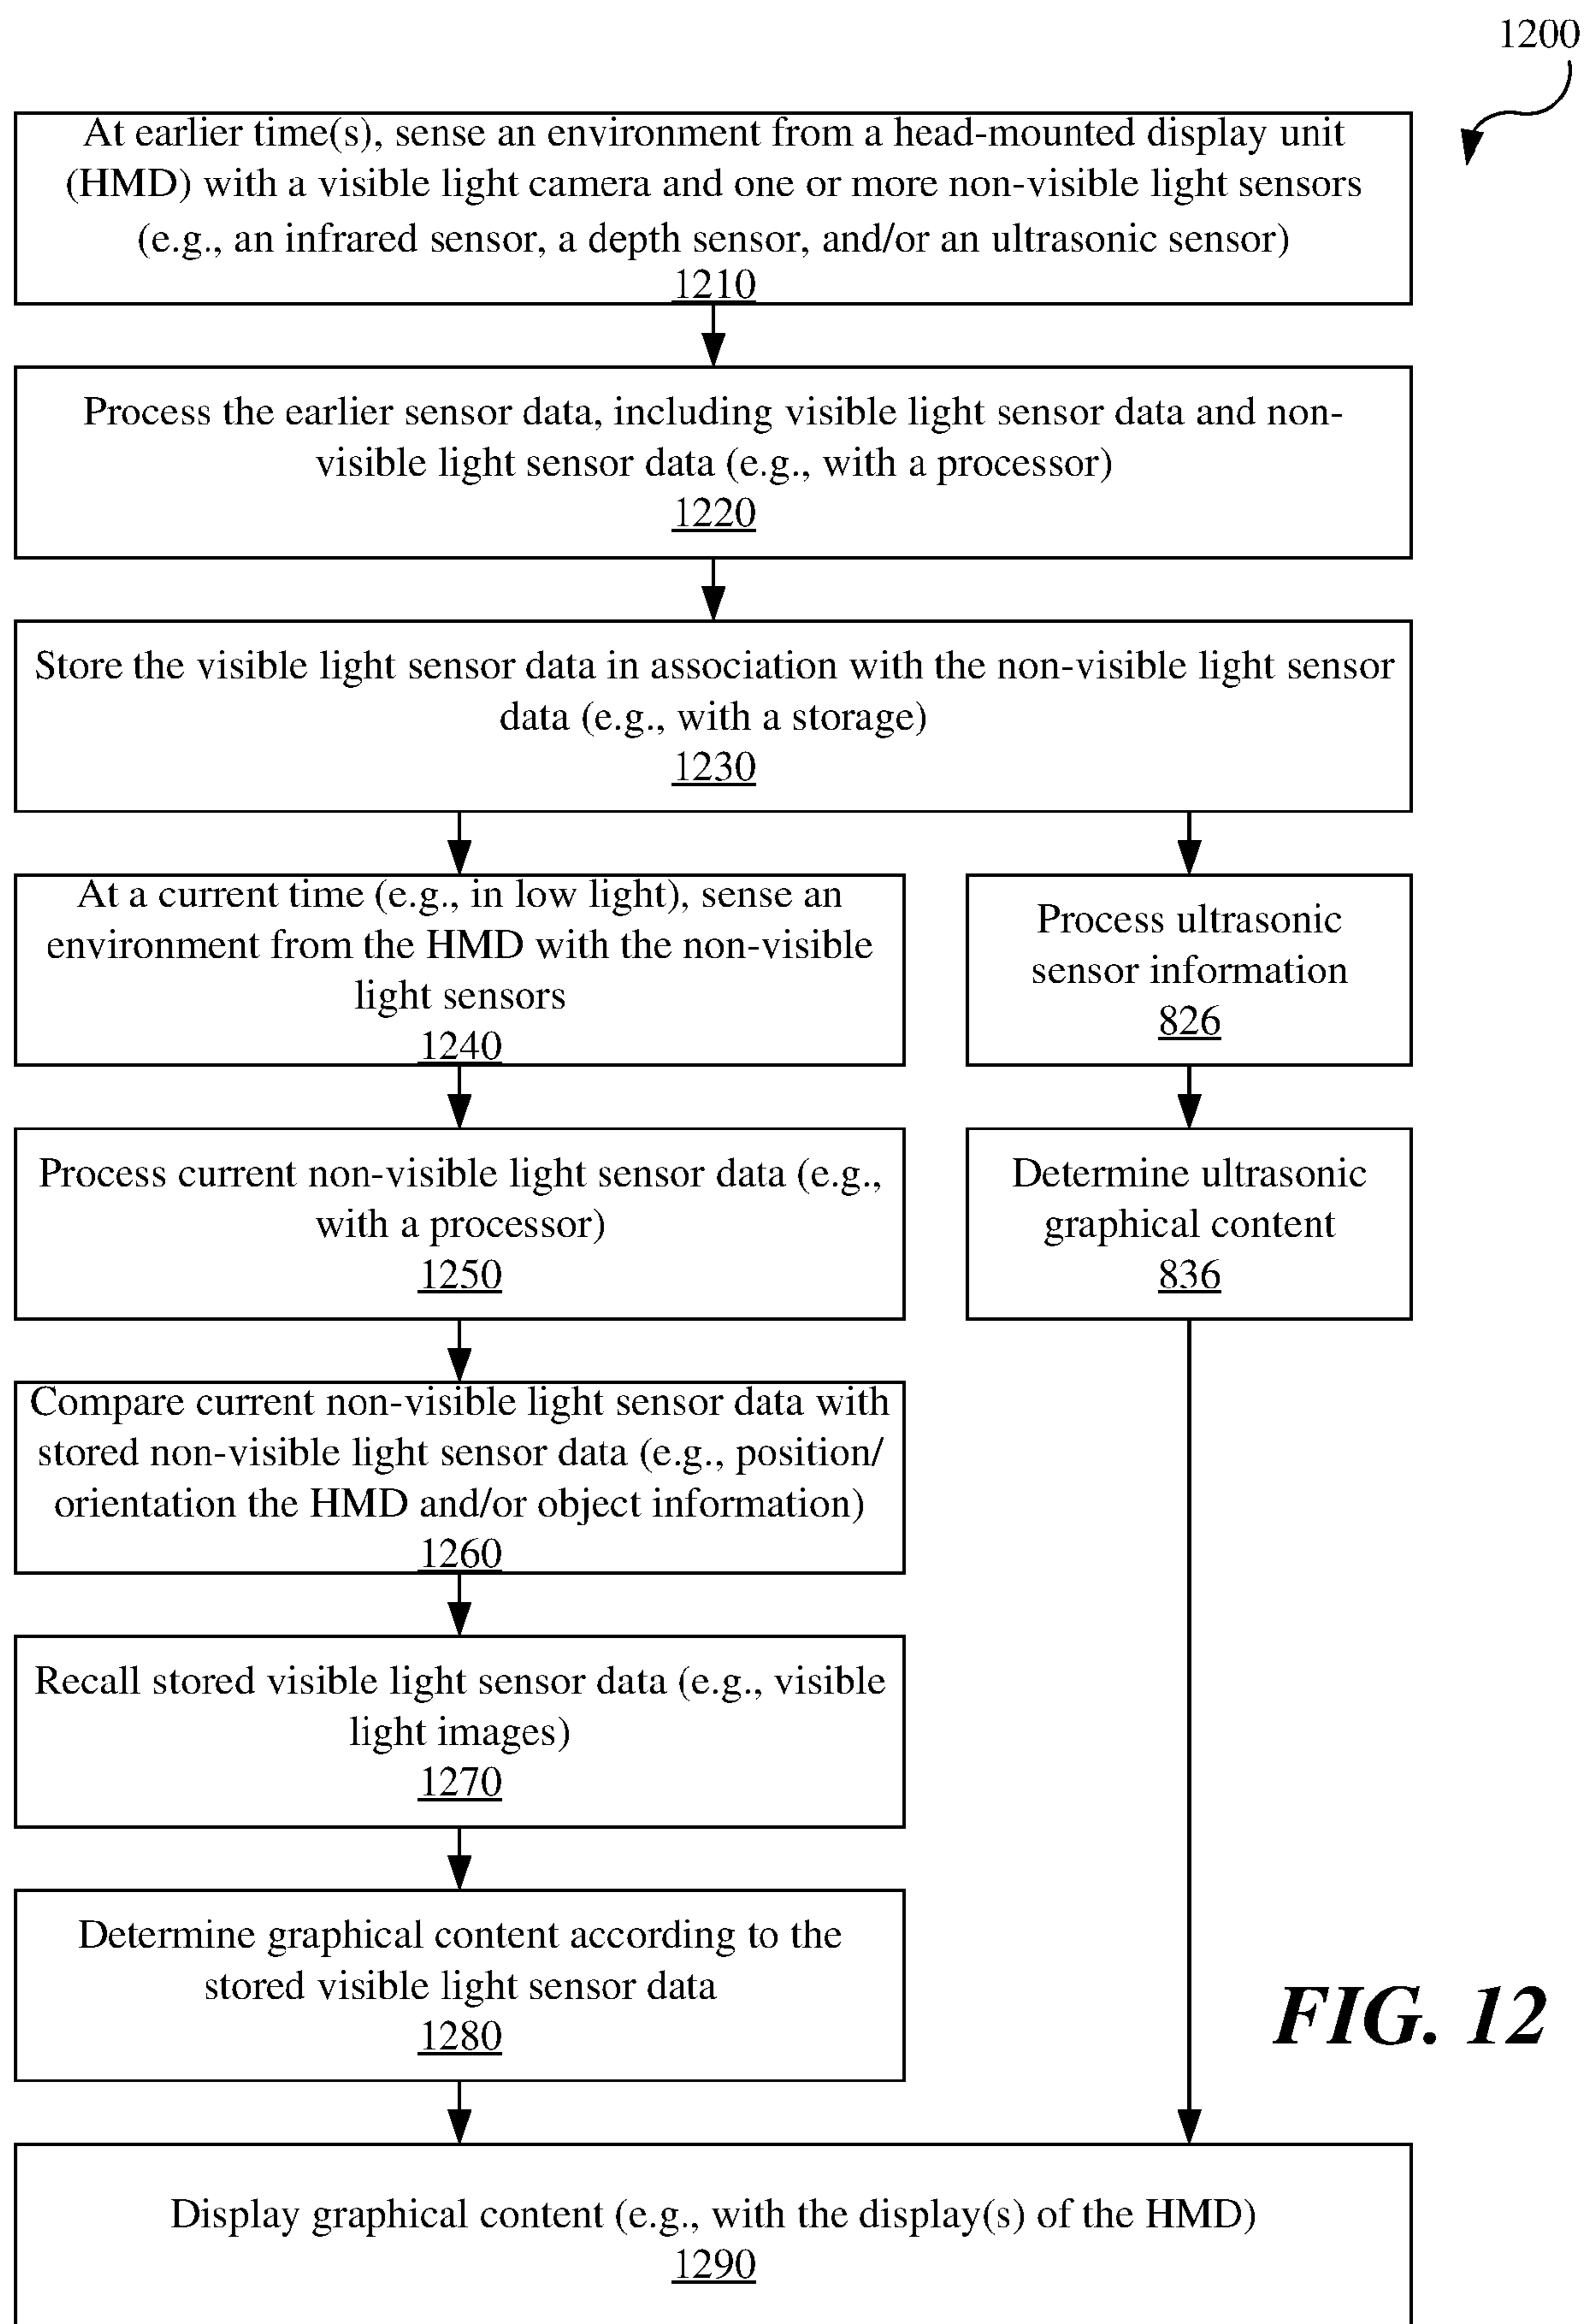 1200
At earlier time(s), sense an environment from a head-mounted display unit
(HMD) with a visible light camera and one or more non-visible light sensors
(e.g., an infrared sensor, a depth sensor, and/or an ultrasonic sensor)
1210
Process the earlier sensor data, including visible light sensor data and non-
visible light sensor data (e.g., with a processor)
1220
Store the visible light sensor data in association with the non-visible light sensor
data (e.g., with a storage)
1230
At a current time (e.g., in low light), sense an
environment from the HMD with the non-visible
light sensors
1240
Process ultrasonic
sensor information
826
Process current non-visible light sensor data (e.g.,
with a processor)
1250
Determine ultrasonic
graphical content
836
Compare current non-visible light sensor data with
stored non-visible light sensor data (e.g., position/
orientation the HMD and/or object information)
1260
Recall stored visible light sensor data (e.g., visible
light images)
1270
Determine graphical content according to the
stored visible light sensor data
1280
FIG. 12
Display graphical content (e.g., with the display(s) of the HMD)
1290